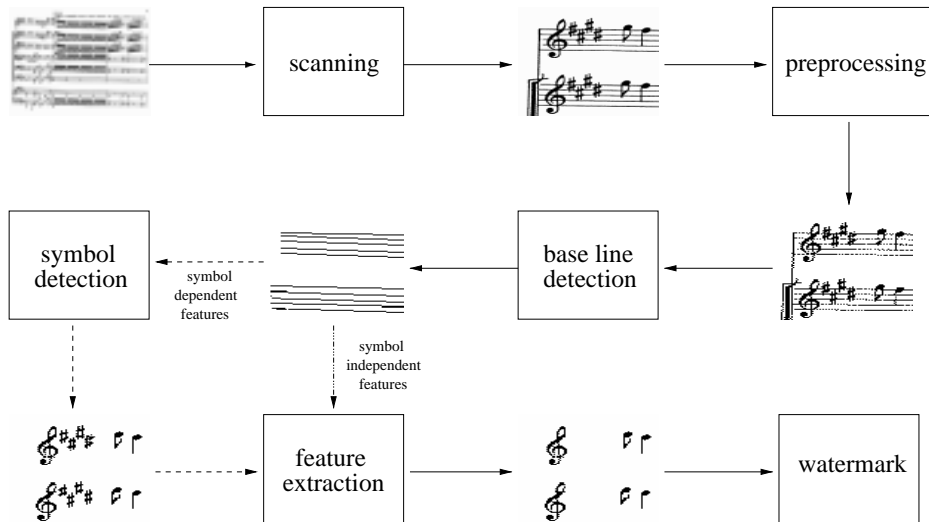 scanning
preprocessing
symbol
detection
symbol
dependent
features
base line
detection
symbol
independent
features
feature
extraction
watermark